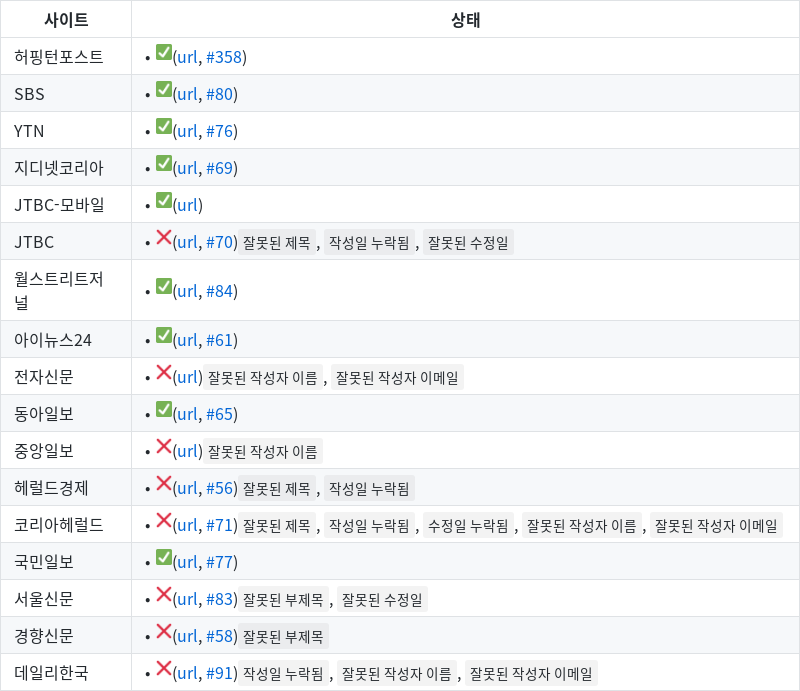 사이트 상태
허핑턴포스트 • ✅(url, #358)
SBS • ✅(url, #80)
YTN • ✅(url, #76)
지디넷코리아 • ✅(url, #69)
JTBC-모바일 • ✅(url)
JTBC • ❌(url, #70) 잘못된 제목 , 작성일 누락됨 , 잘못된 수정일
월스트리트저
널 • ✅(url, #84)
아이뉴스24 • ✅(url, #61)
전자신문 • ❌(url) 잘못된 작성자 이름 , 잘못된 작성자 이메일
동아일보 • ✅(url, #65)
중앙일보 • ❌(url) 잘못된 작성자 이름
헤럴드경제 • ❌(url, #56) 잘못된 제목 , 작성일 누락됨
코리아헤럴드 • ❌(url, #71) 잘못된 제목 , 작성일 누락됨 , 수정일 누락됨 , 잘못된 작성자 이름 , 잘못된 작성자 이메일
국민일보 • ✅(url, #77)
서울신문 • ❌(url, #83) 잘못된 부제목 , 잘못된 수정일
경향신문 • ❌(url, #58) 잘못된 부제목
데일리한국 • ❌(url, #91) 작성일 누락됨 , 잘못된 작성자 이름 , 잘못된 작성자 이메일